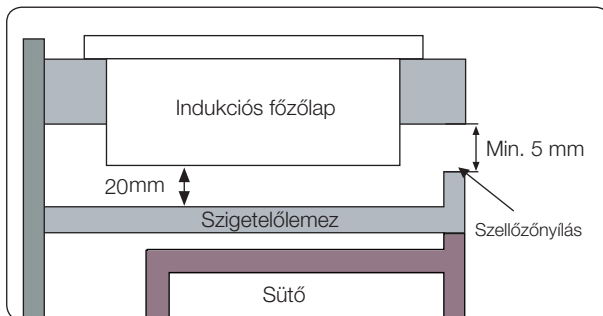 Indukciós főzőlap
Min. 5 mm
20mm
Szigetelőlemez
Szellőzőnyílás
Sütő